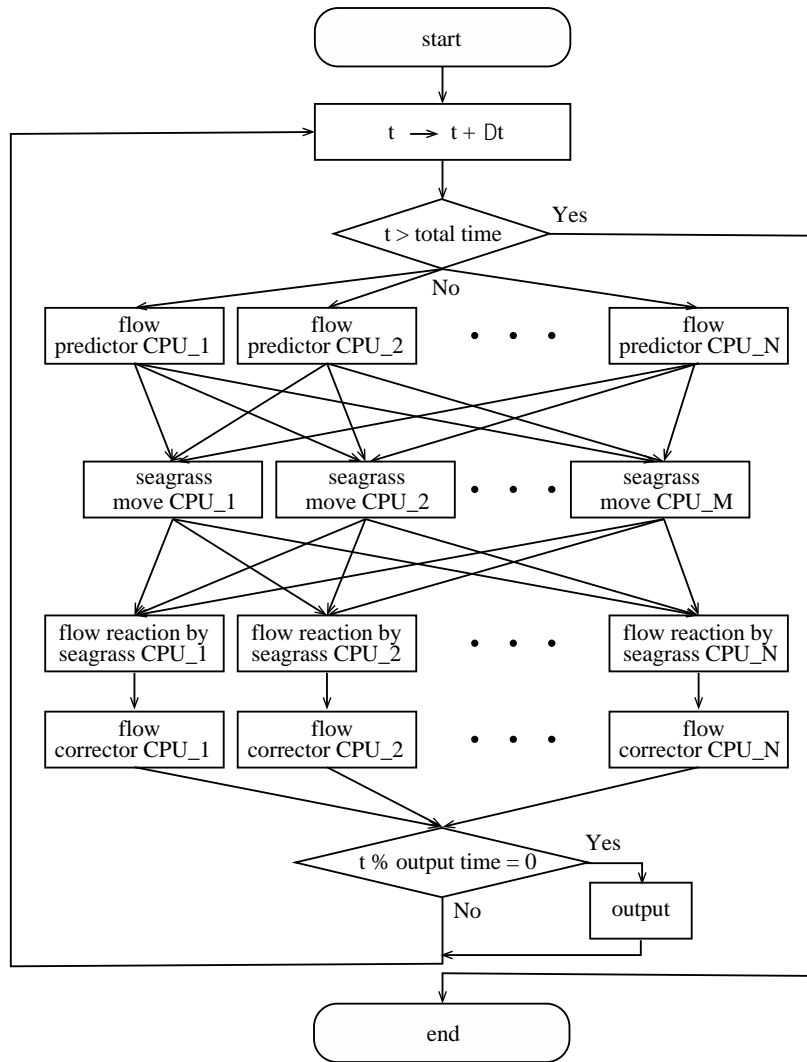 start
t → t + Dt
t > total time
Yes
No
flow
predictor CPU_1
flow
predictor CPU_2
flow
predictor CPU_N
seagrass
move CPU_1
seagrass
move CPU_2
seagrass
move CPU_M
flow reaction by
seagrass CPU_1
flow reaction by
seagrass CPU_2
flow reaction by
seagrass CPU_N
flow
corrector CPU_1
flow
corrector CPU_2
flow
corrector CPU_N
t % output time = 0
Yes
No
output
end